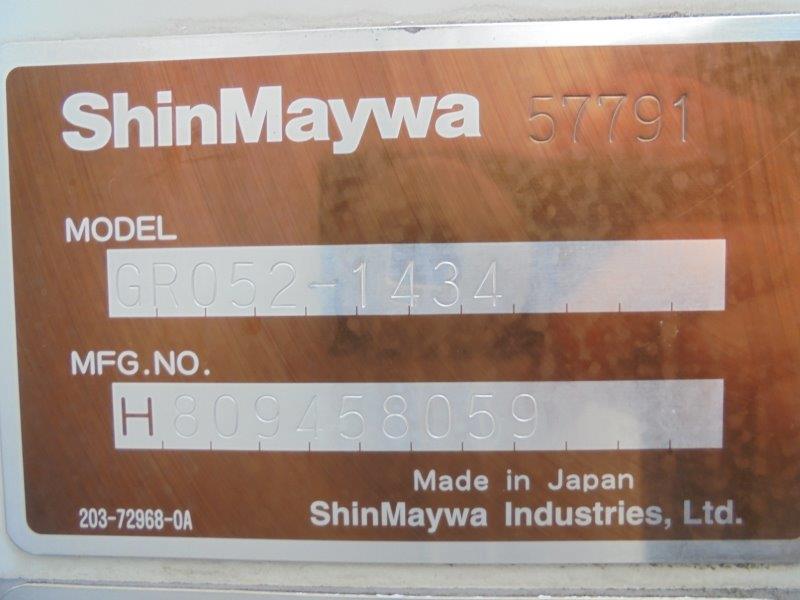 ShinMaywa 57791
MODEL
GR052-1434
MFG.NO.
H809458059
Made in Japan
203-72968-0A ShinMaywa Industries, Ltd.